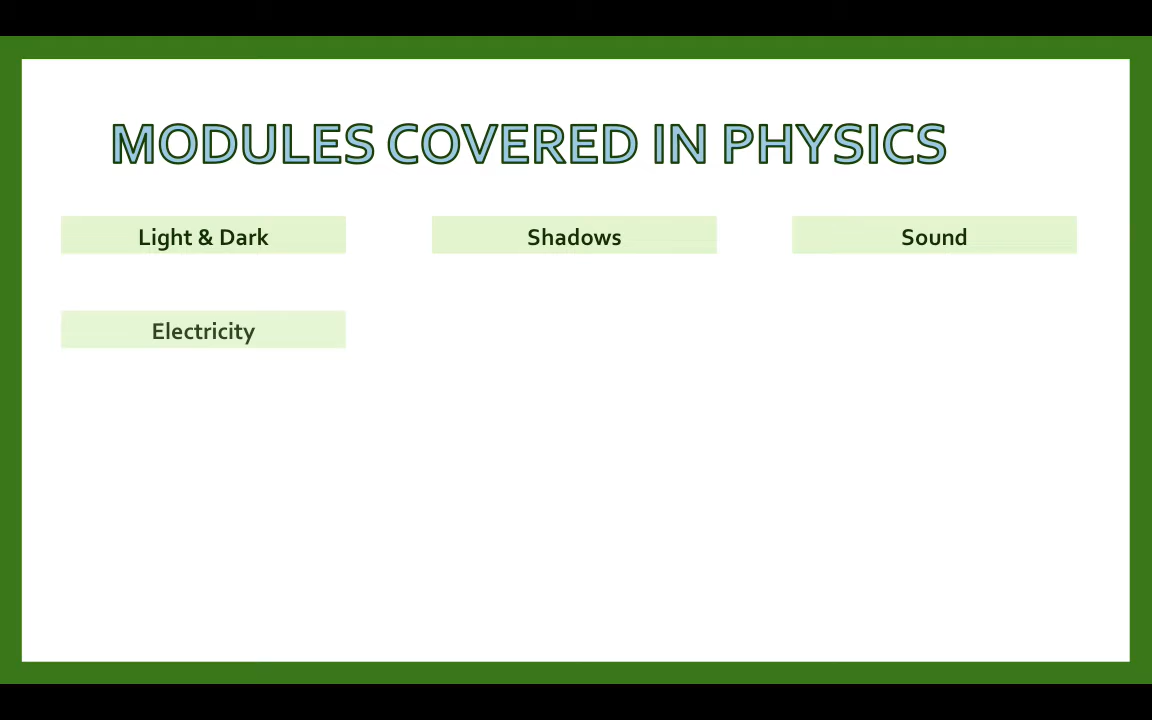 MODULES COVERED IN PHYSICS
Light & Dark
Shadows
Sound
Electricity